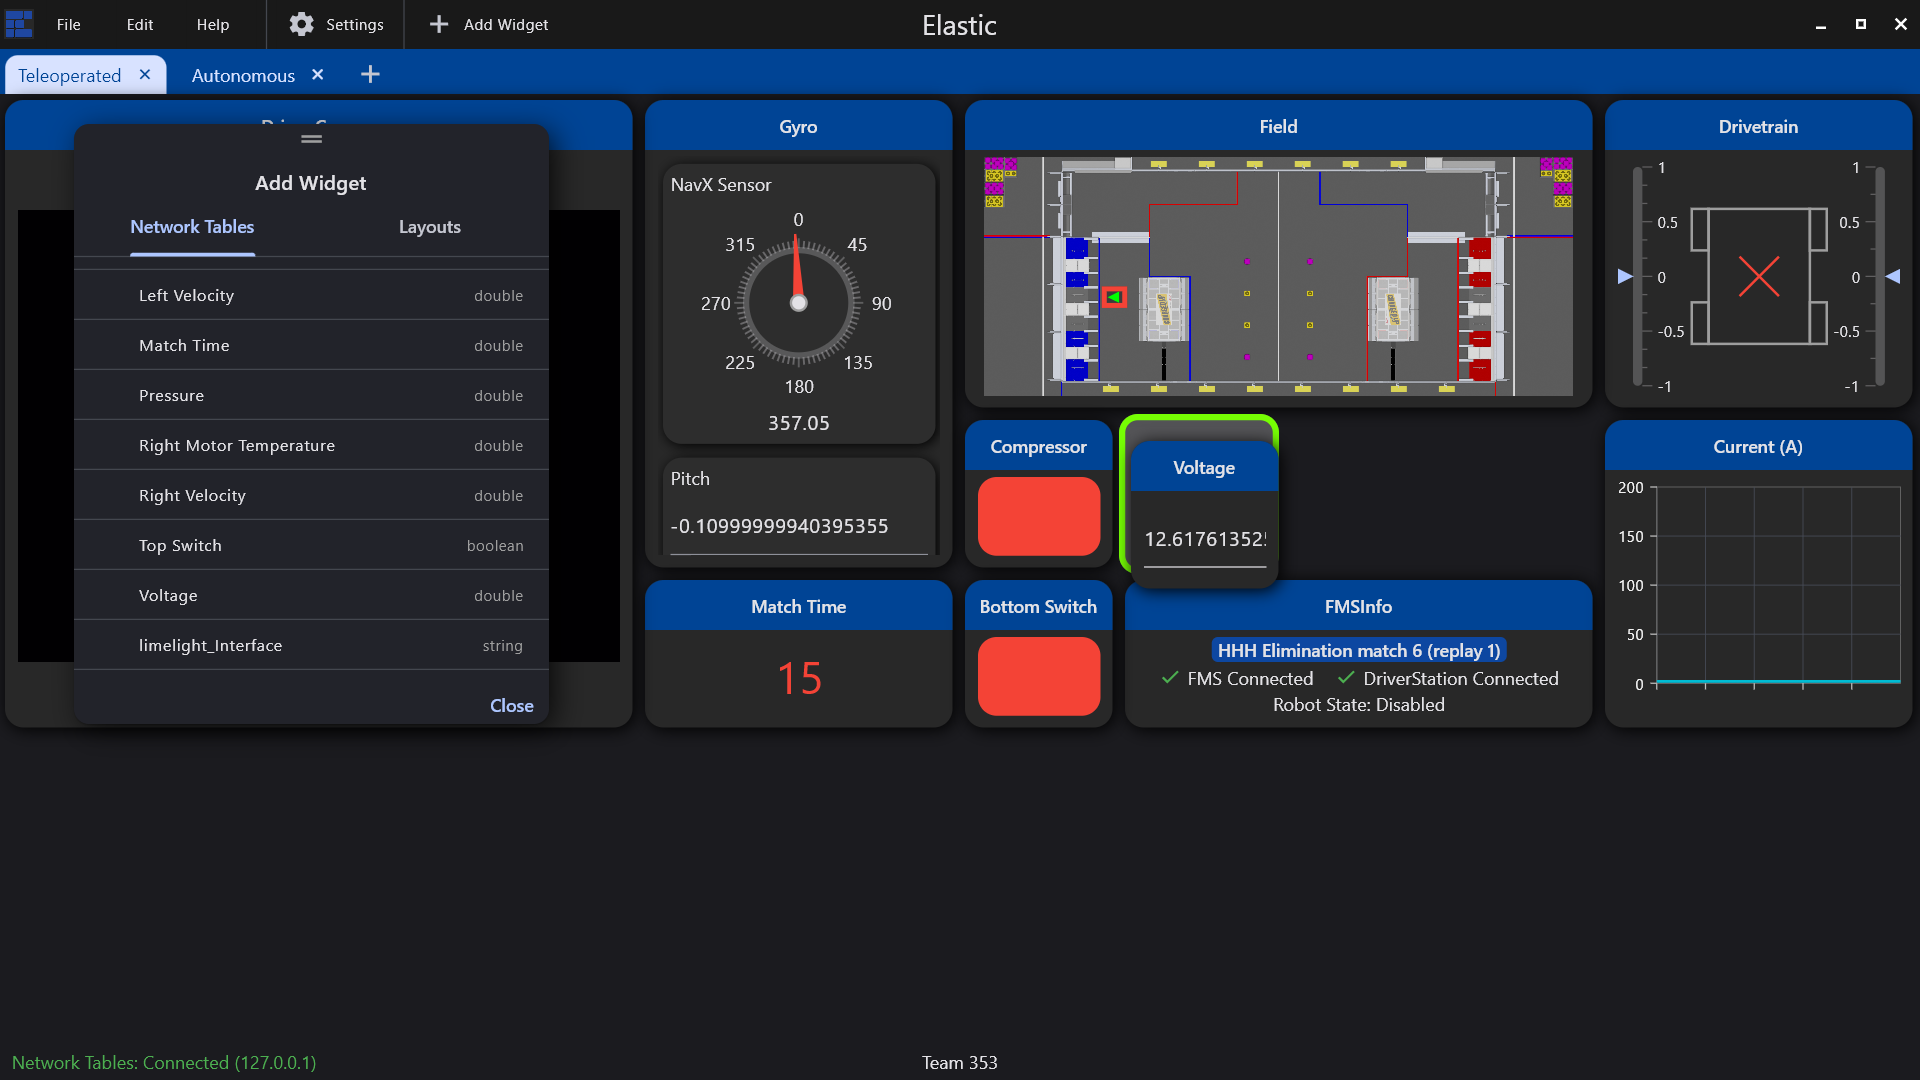 File
Edit
Help
Settings
Add Widget
Elastic
Teleoperated
Autonomous
Add Widget
Network Tables
Layouts
Left Velocity double
Match Time double
Pressure double
Right Motor Temperature double
Right Velocity double
Top Switch boolean
Voltage double
limelight_Interface string
Close
Gyro
NavX Sensor
0
315
45
270
90
225
135
180
357.05
Pitch
-0.10999999940395355
Match Time
15
Field
Compressor
Voltage
12.617613525
Bottom Switch
FMSInfo
HHH Elimination match 6 (replay 1)
FMS Connected
DriverStation Connected
Robot State: Disabled
Drivetrain
1
1
0.5
0.5
0
0
-0.5
-0.5
-1
-1
Current (A)
200
150
100
50
0
Network Tables: Connected (127.0.0.1)
Team 353